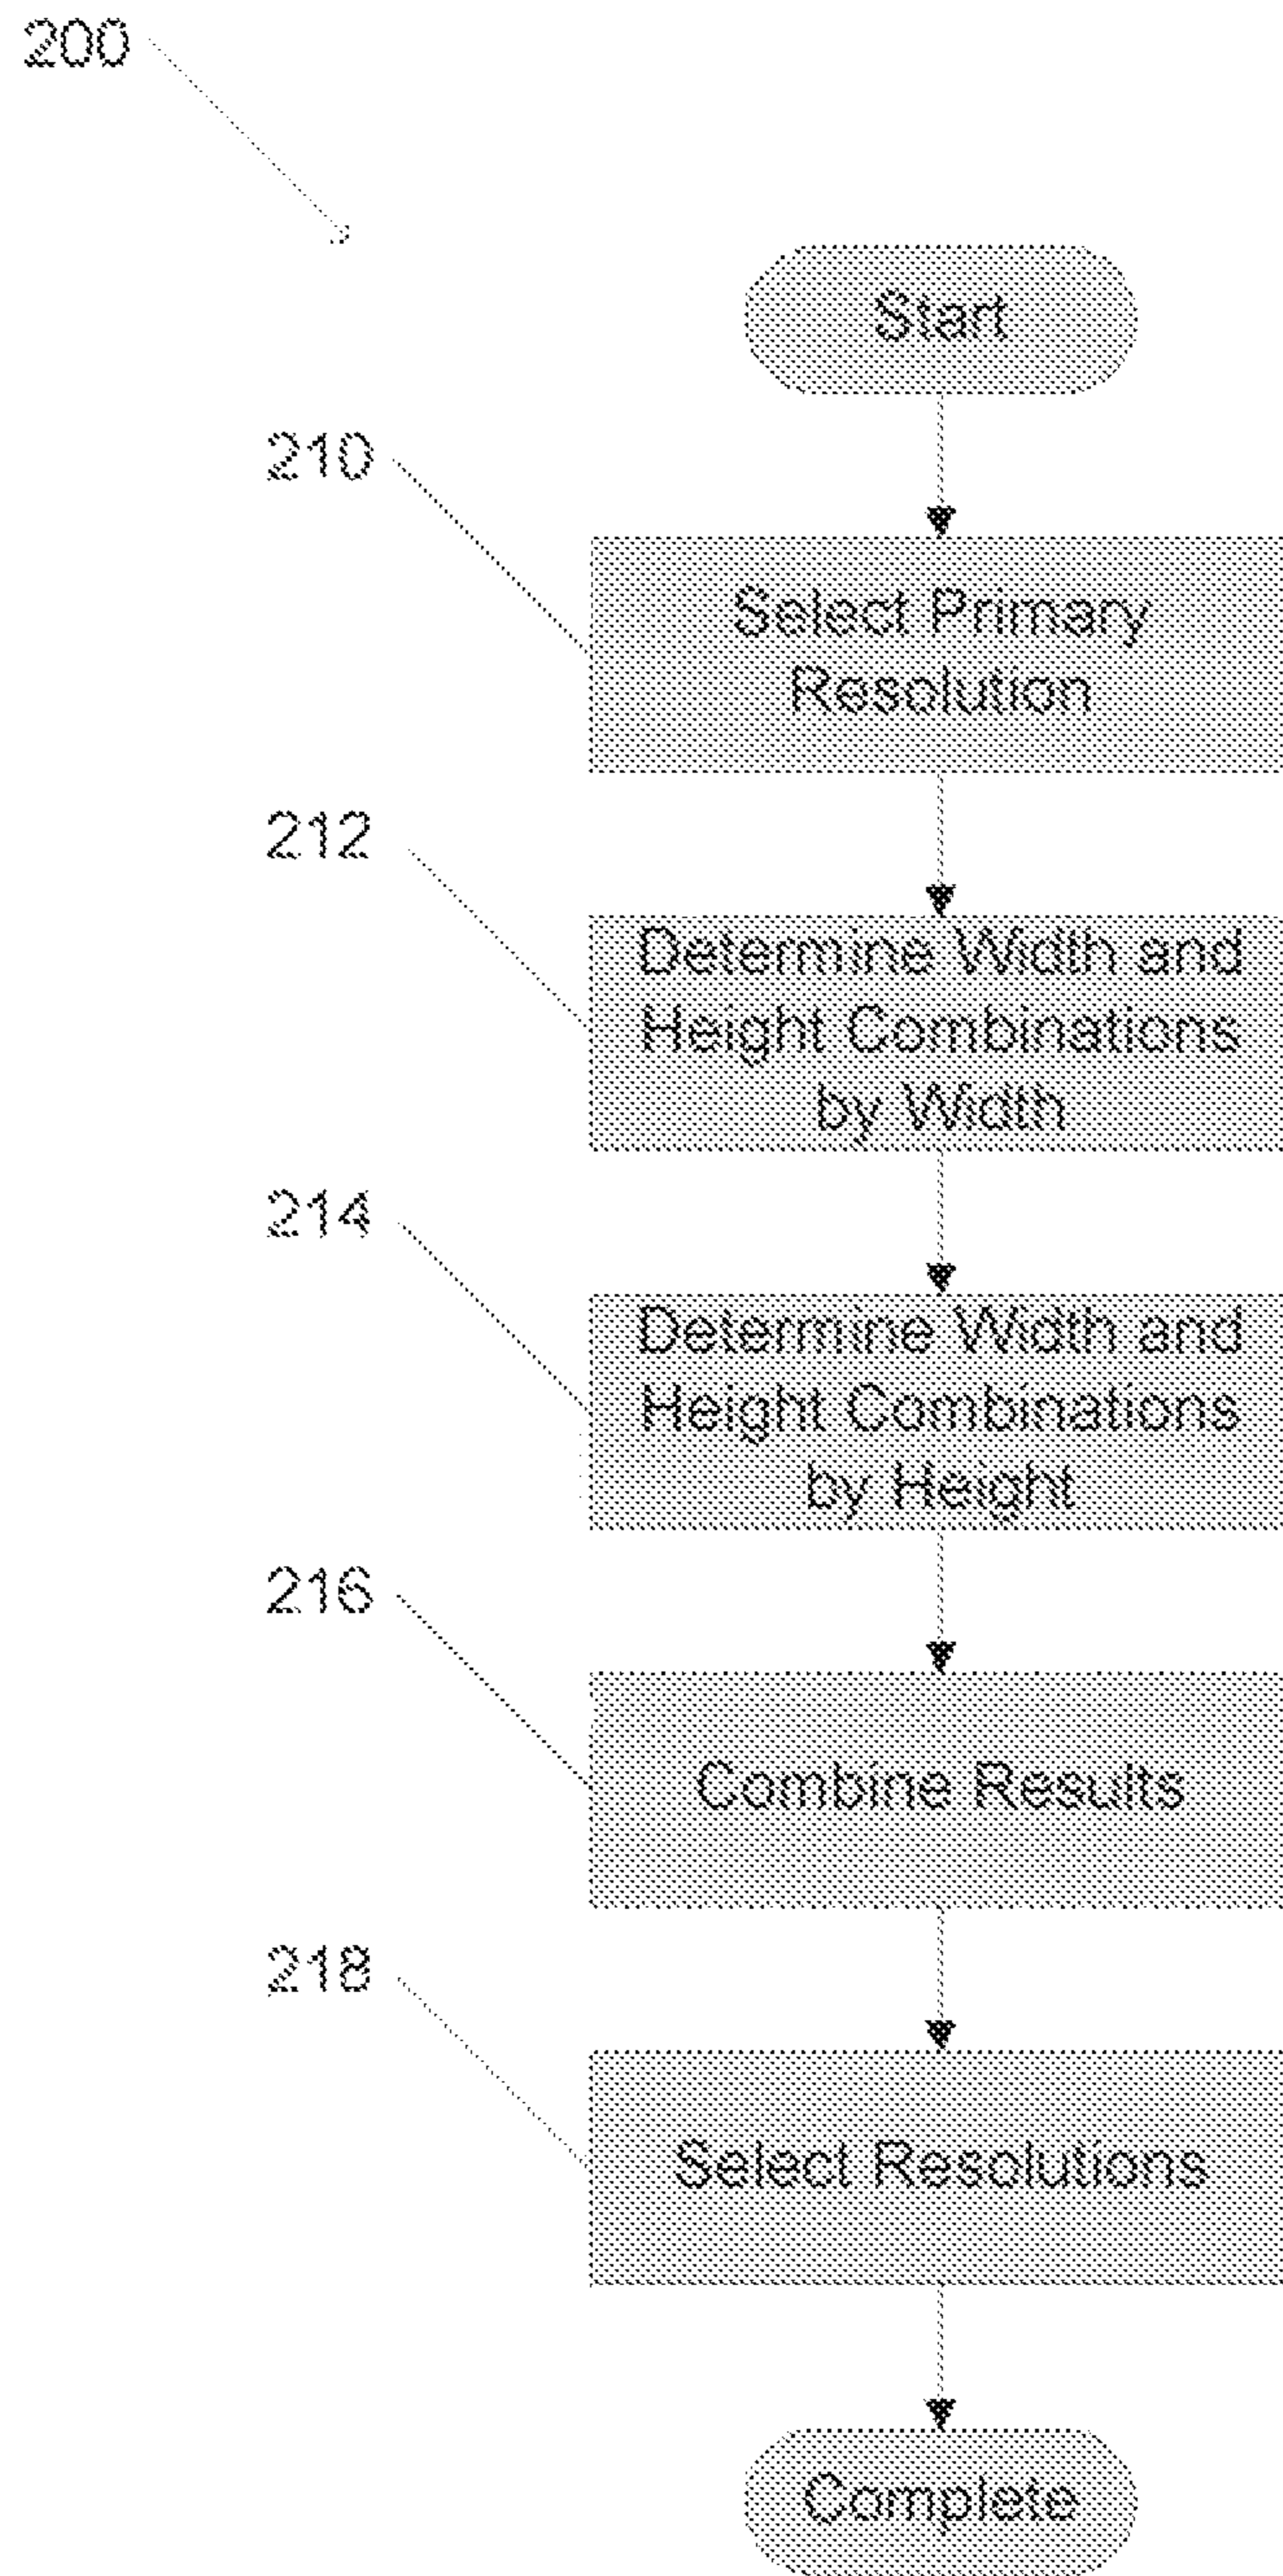 200
Start
210
Select Primary
Resolution
212
Determine Width and
Height Combinations
by Width
214
Determine Width and
Height Combinations
by Height
216
Combine Results
218
Select Resolutions
Complete